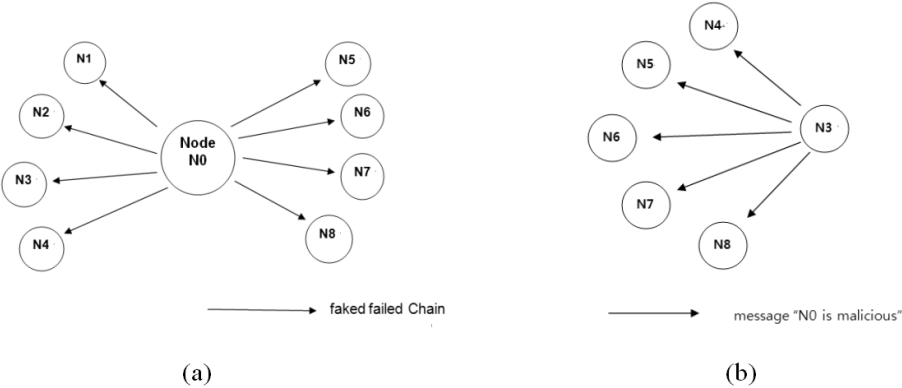 N1
N2
N3
N4
Node
N0
N5
N6
N7
N8
faked failed Chain
(a)
N4
N5
N6
N7
N8
N3
message "N0 is malicious"
(b)